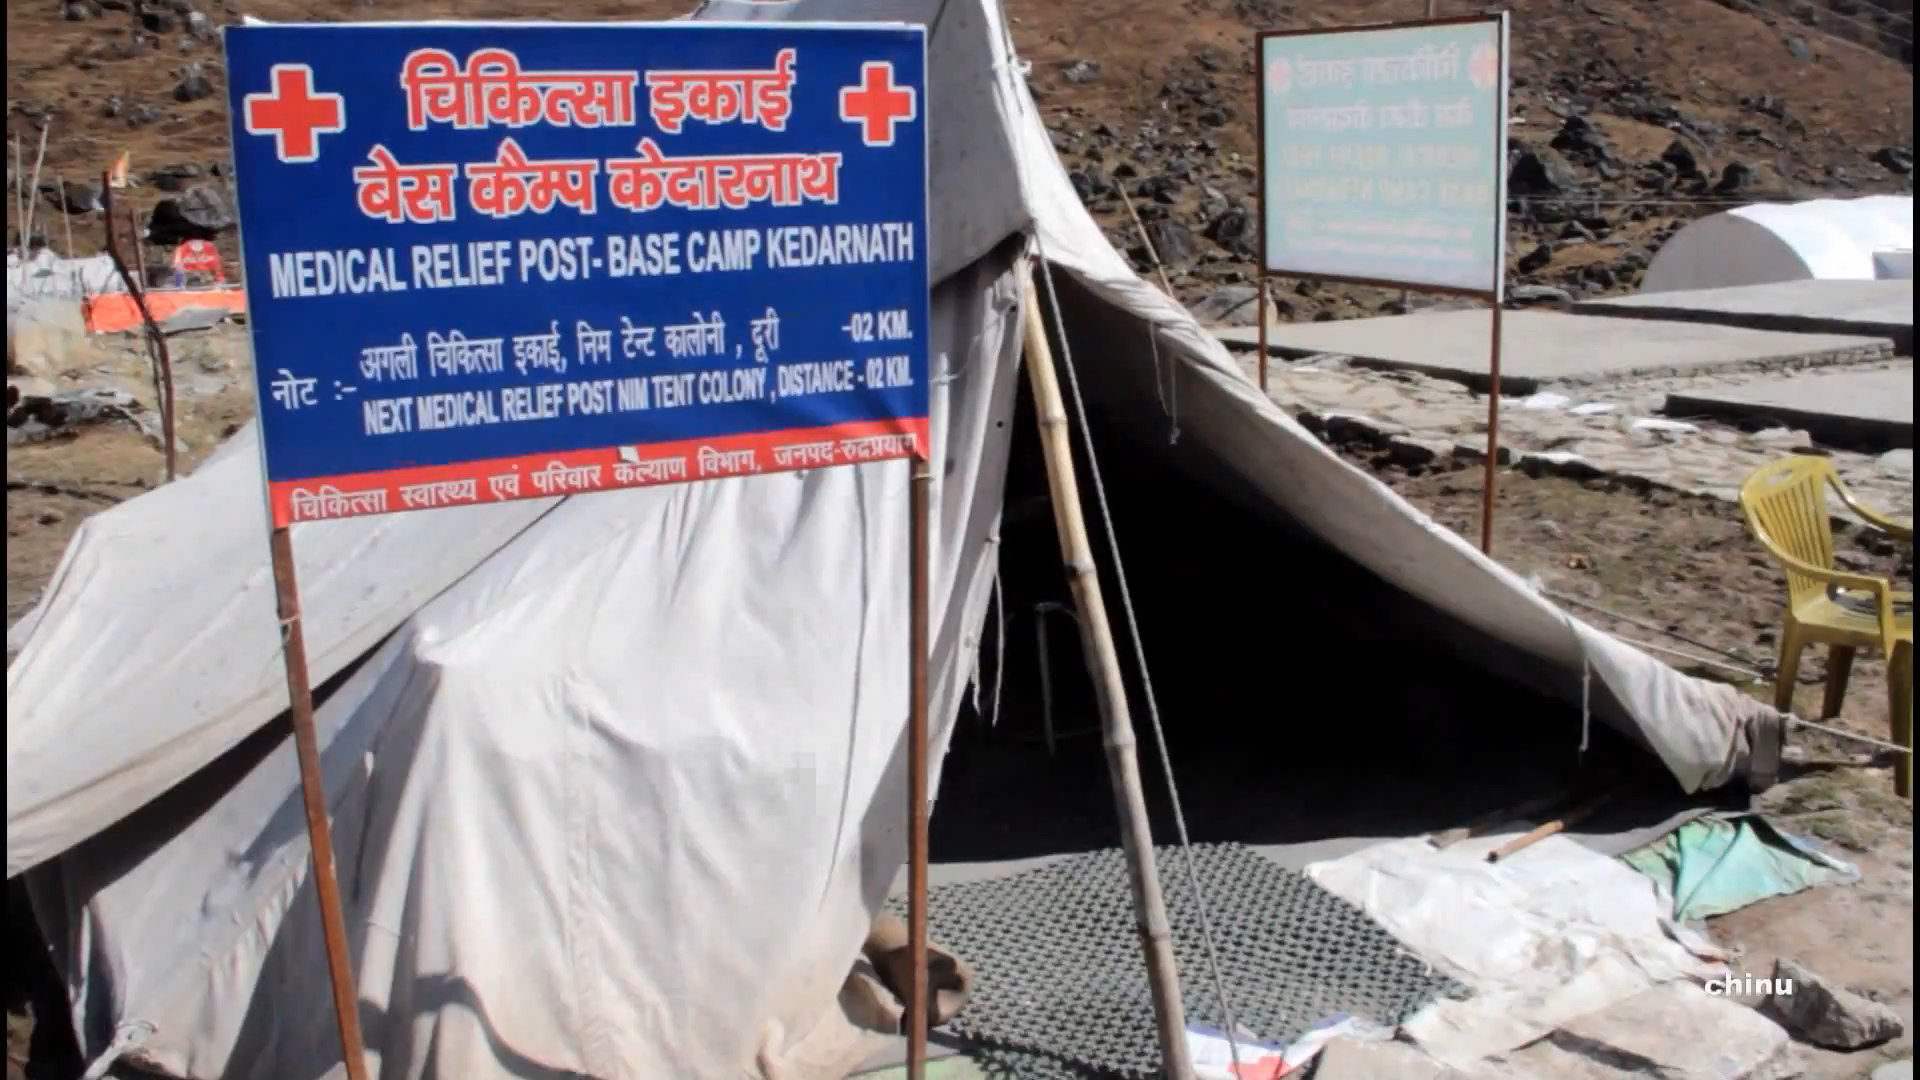 चिकित्सा इकाई
बेस कैम्प केदारनाथ
MEDICAL RELIEF POST- BASE CAMP KEDARNATH
नोट :- अगली चिकित्सा इकाई, निम टेन्ट कालोनी , दूरी -02 KM.
NEXT MEDICAL RELIEF POST NIM TENT COLONY , DISTANCE - 02 KM.
चिकित्सा स्वास्थ्य एवं परिवार कल्याण विभाग, जनपद-रुद्रप्रयाग
chinu